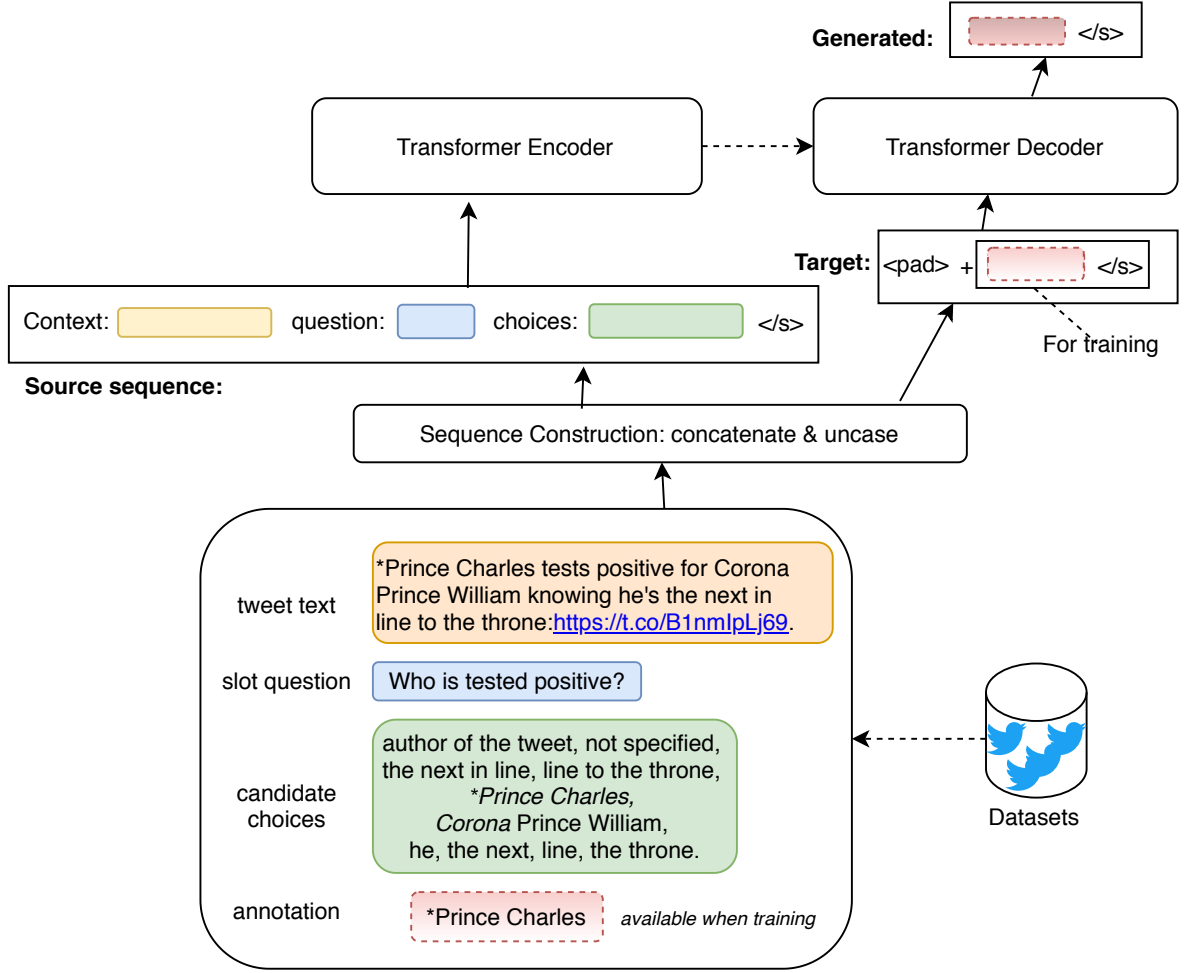 Generated:
</s>
Transformer Encoder
Transformer Decoder
Target:
<pad> + </s>
For training
Context: question: choices: </s>
Source sequence:
Sequence Construction: concatenate & uncase
tweet text
*Prince Charles tests positive for Corona
Prince William knowing he's the next in
line to the throne:https://t.co/B1nmIpLj69.
slot question
Who is tested positive?
candidate
choices
author of the tweet, not specified,
the next in line, line to the throne,
*Prince Charles,
Corona Prince William,
he, the next, line, the throne.
annotation
*Prince Charles
available when training
Datasets